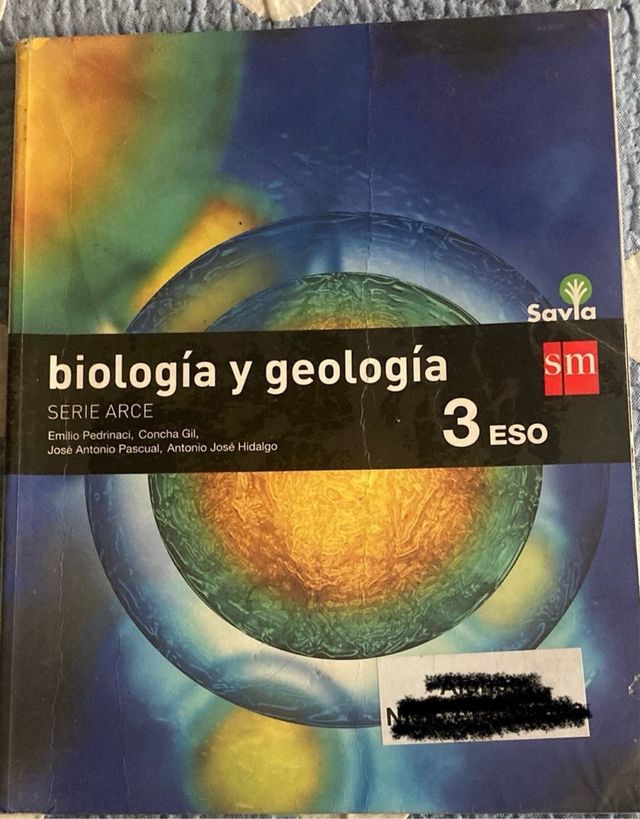 Savia
biología y geología
sm
SERIE ARCE
3 ESO
Emilio Pedrinaci, Concha Gil,
José Antonio Pascual, Antonio José Hidalgo